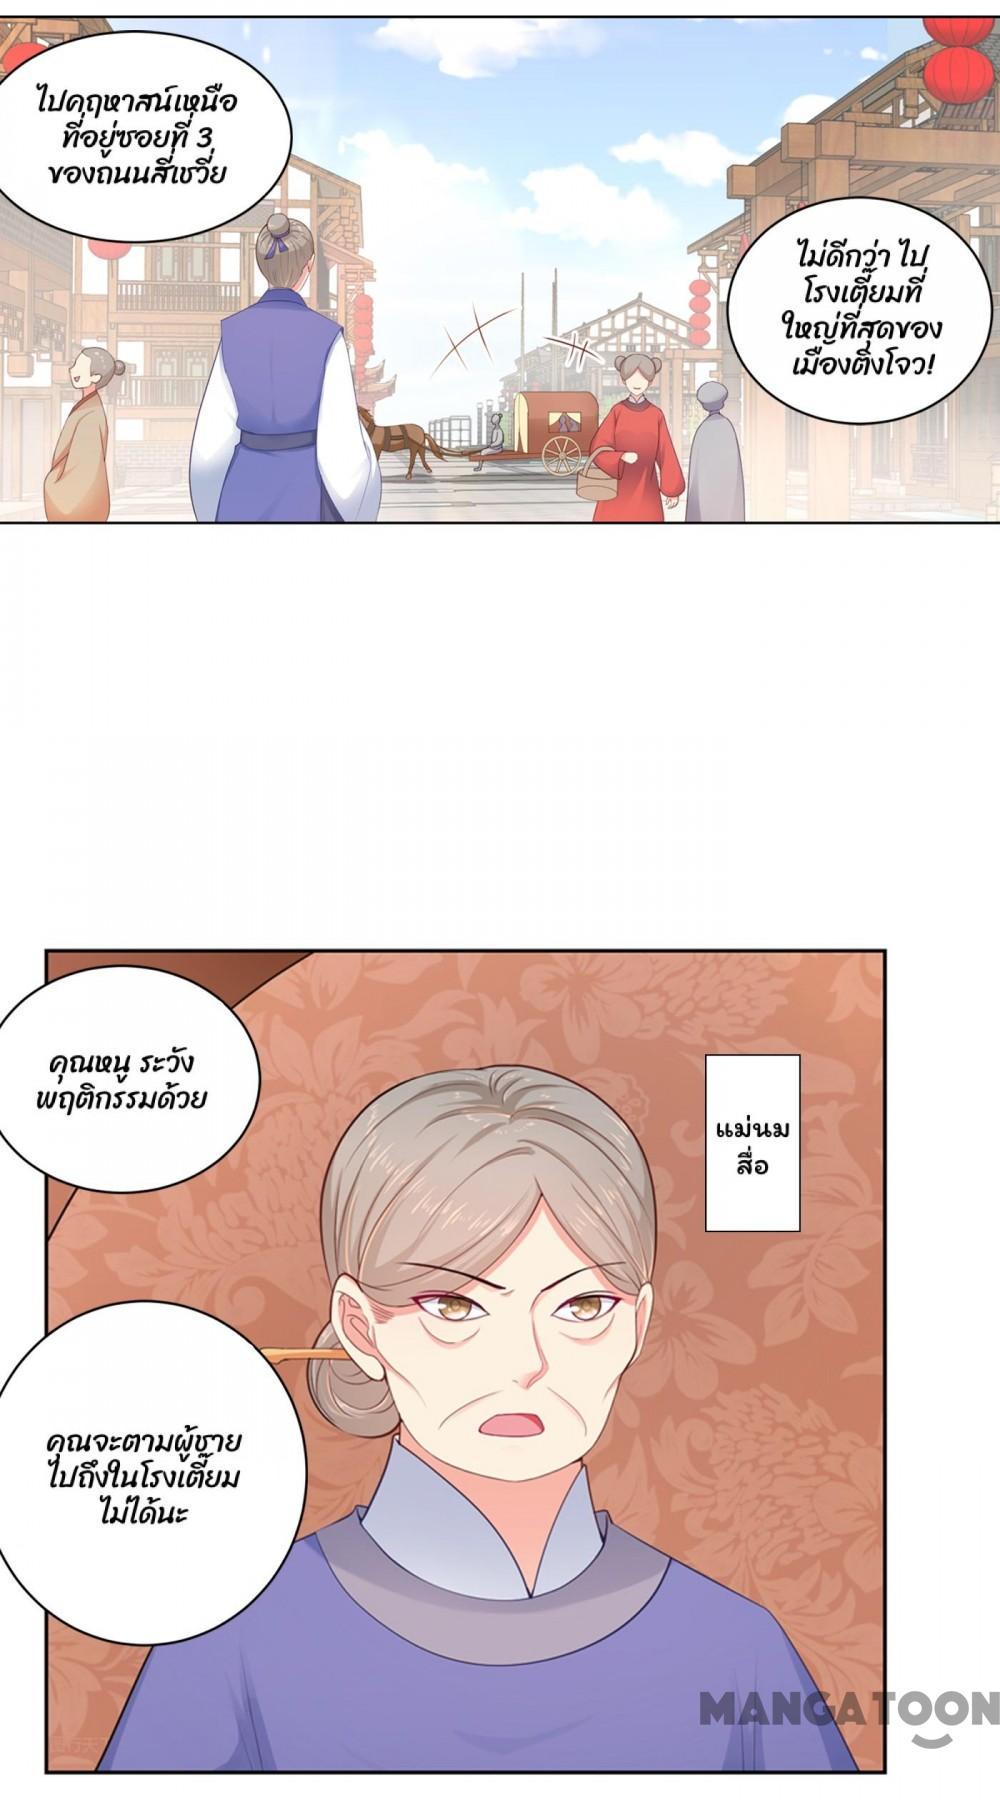 ไปคฤหาสน์เหนือ
ที่อยู่ซอยที่ 3
ของถนนสี่เชวี่ย
ไม่ดีกว่า ไป
โรงเตี๊ยมที่
ใหญ่ที่สุดของ
เมืองติ้งโจว!
คุณหนู ระวัง
พฤติกรรมด้วย
แม่นม
สื่อ
คุณจะตามผู้ชาย
ไปถึงในโรงเตี๊ยม
ไม่ได้นะ
MANGATOON